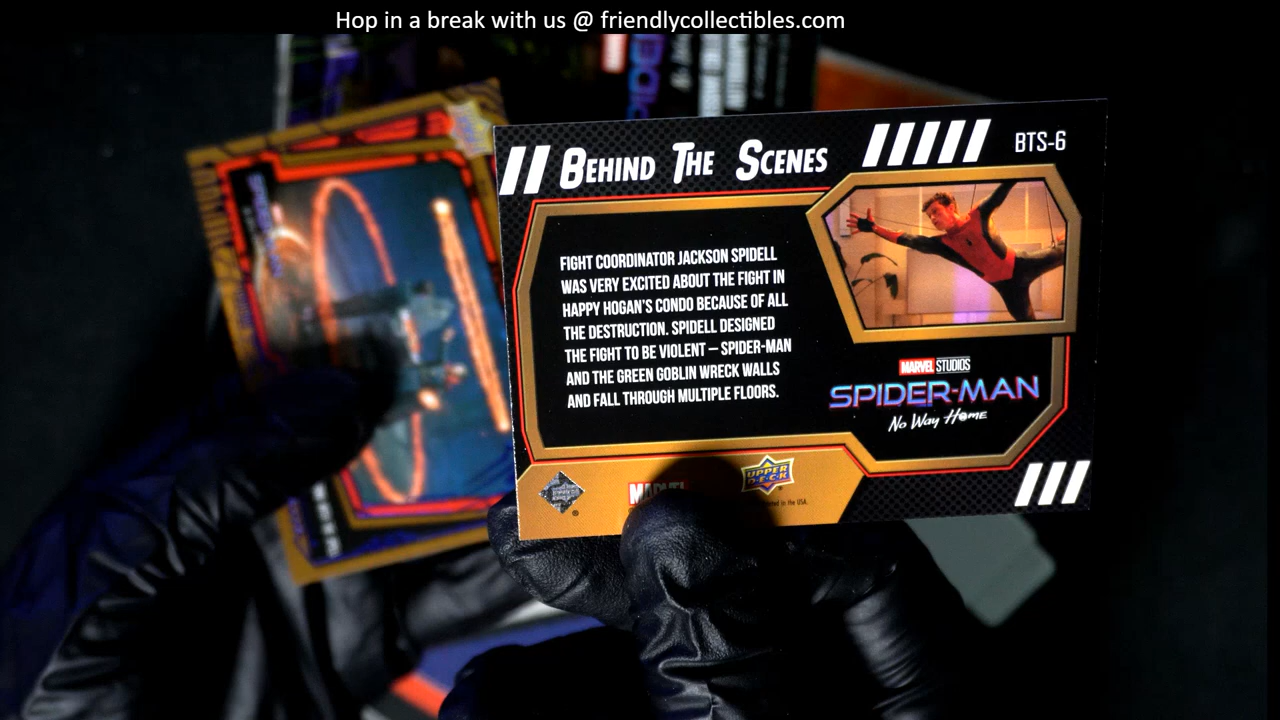 Hop in a break with us @ friendlycollectibles.com
BEHIND THE SCENES
BTS-6
FIGHT COORDINATOR JACKSON SPIDELL
WAS VERY EXCITED ABOUT THE FIGHT IN
HAPPY HOGAN'S CONDO BECAUSE OF ALL
THE DESTRUCTION. SPIDELL DESIGNED
THE FIGHT TO BE VIOLENT – SPIDER-MAN
AND THE GREEN GOBLIN WRECK WALLS
AND FALL THROUGH MULTIPLE FLOORS.
MARVEL STUDIOS
SPIDER-MAN
No Way Home
MARVEL
UPPER
DECK
®